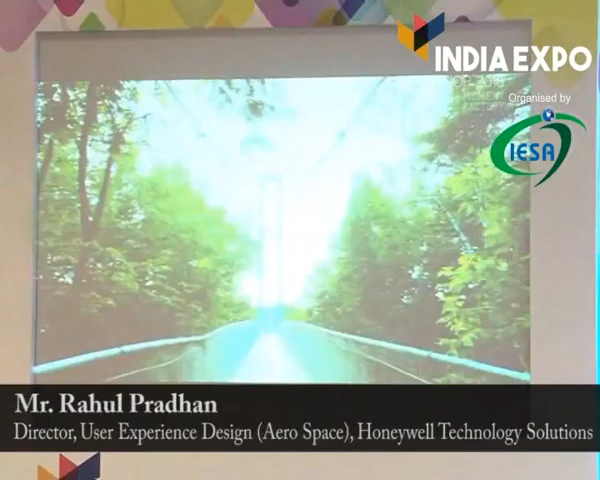 INDIA EXPO
Organised by
IESA
Mr. Rahul Pradhan
Director, User Experience Design (Aero Space), Honeywell Technology Solutions